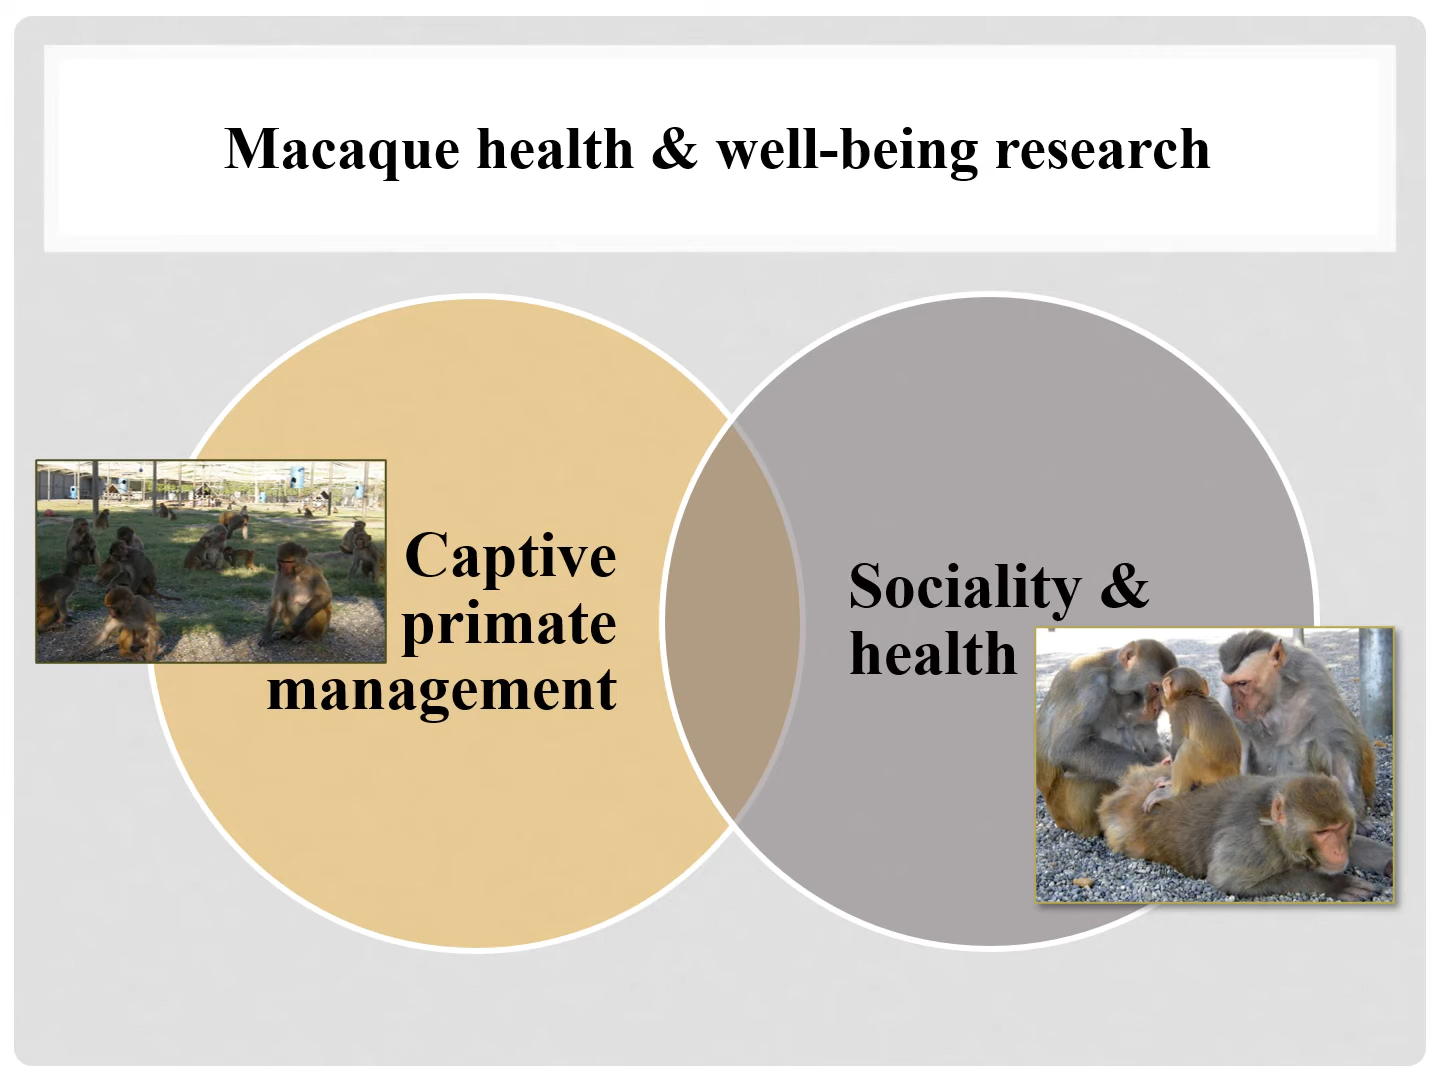 Macaque health & well-being research
Captive
primate
management
Sociality &
health